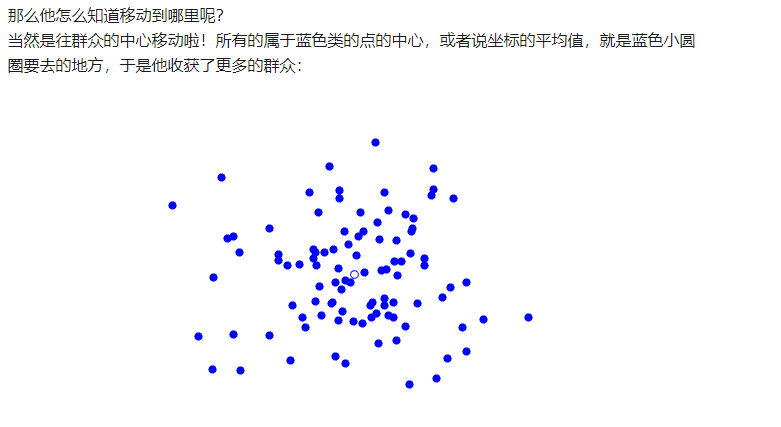 那么他怎么知道移动到哪里呢？
当然是往群众的中心移动啦！所有的属于蓝色类的点的中心，或者说坐标的平均值，就是蓝色小圆
圈要去的地方，于是他收获了更多的群众：